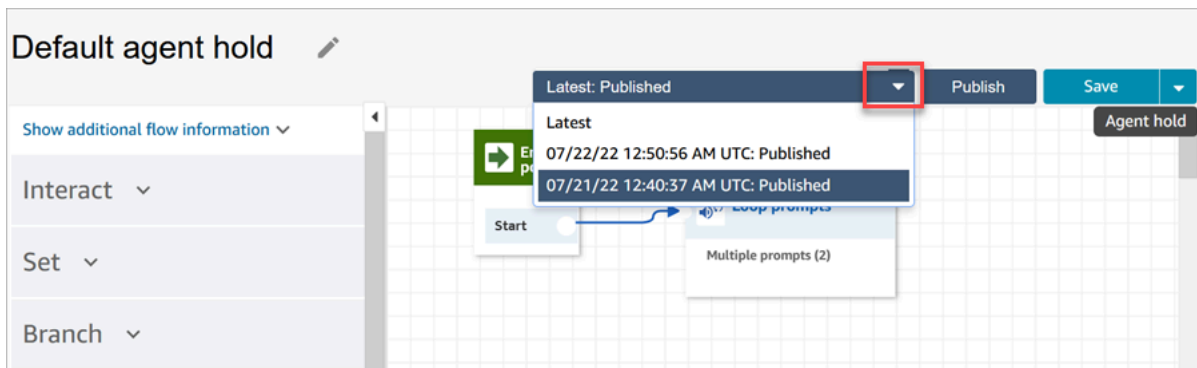 Default agent hold
Latest: Published
Publish
Save
Show additional flow information
Latest
Agent hold
07/22/22 12:50:56 AM UTC: Published
07/21/22 12:40:37 AM UTC: Published
Interact
Start
Loop prompts
Set
Multiple prompts (2)
Branch